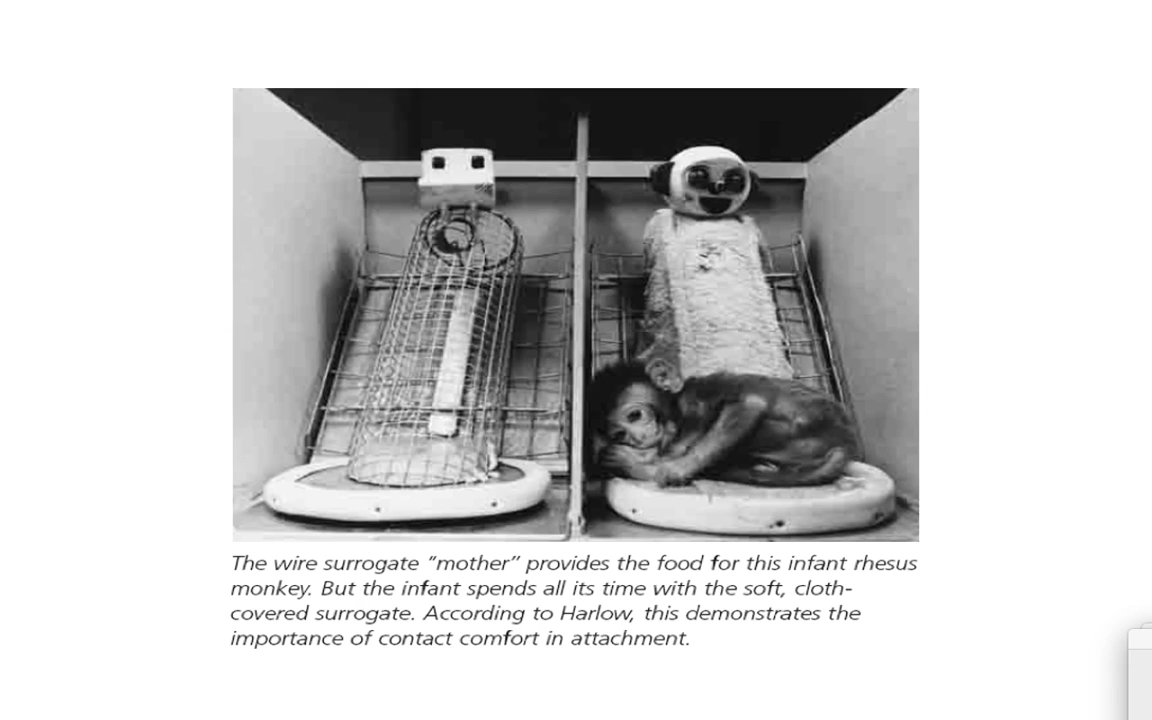 The wire surrogate “mother” provides the food for this infant rhesus
monkey. But the infant spends all its time with the soft, cloth-
covered surrogate. According to Harlow, this demonstrates the
importance of contact comfort in attachment.